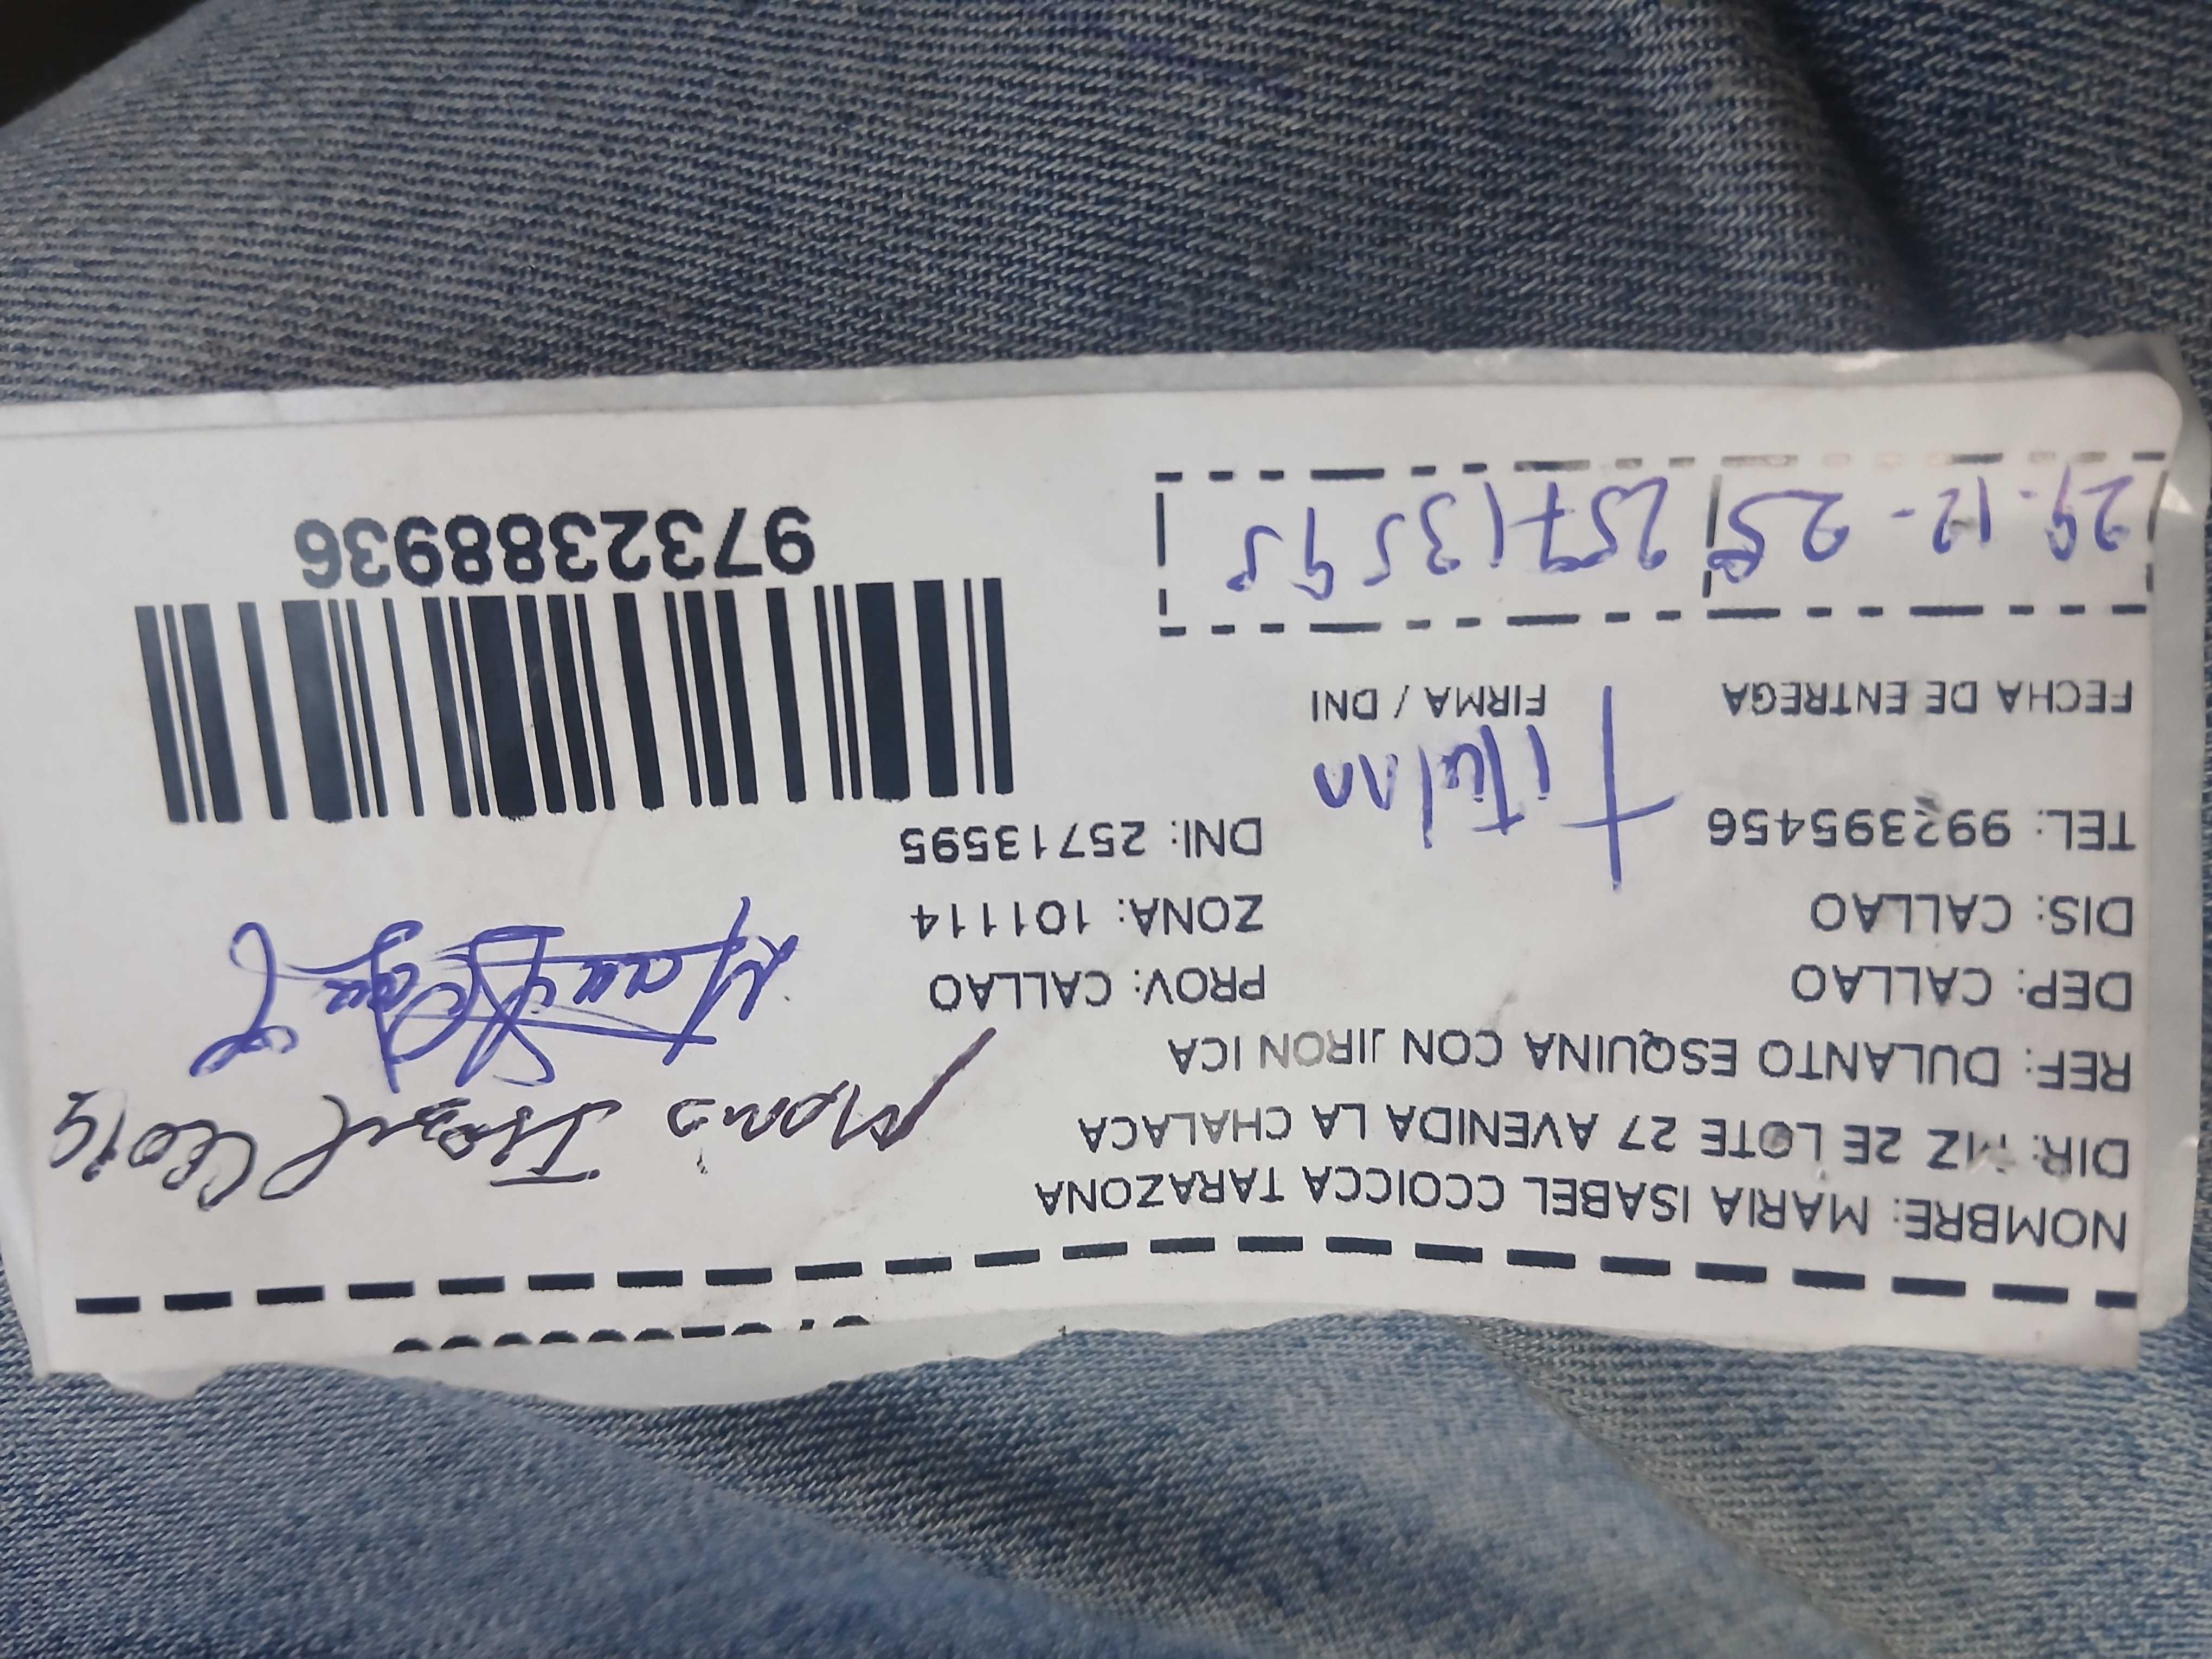 NOMBRE: MARIA ISABEL CCOICCA TARAZONA
DIR: MZ 2E LOTE 27 AVENIDA LA CHALACA
REF: DULANTO ESQUINA CON JIRON ICA
Maria Isabel
DEP: CALLAO PROV: CALLAO
DIS: CALLAO ZONA: 101114
TEL: 992395456 DNI: 25713595
Titular
FECHA DE ENTREGA FIRMA / DNI
29-12-25 25713595
9732388936